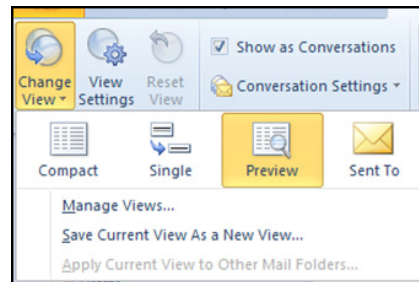 Change View
View Settings
Reset View
Show as Conversations
Conversation Settings
Compact
Single
Preview
Sent To
Manage Views...
Save Current View As a New View...
Apply Current View to Other Mail Folders...